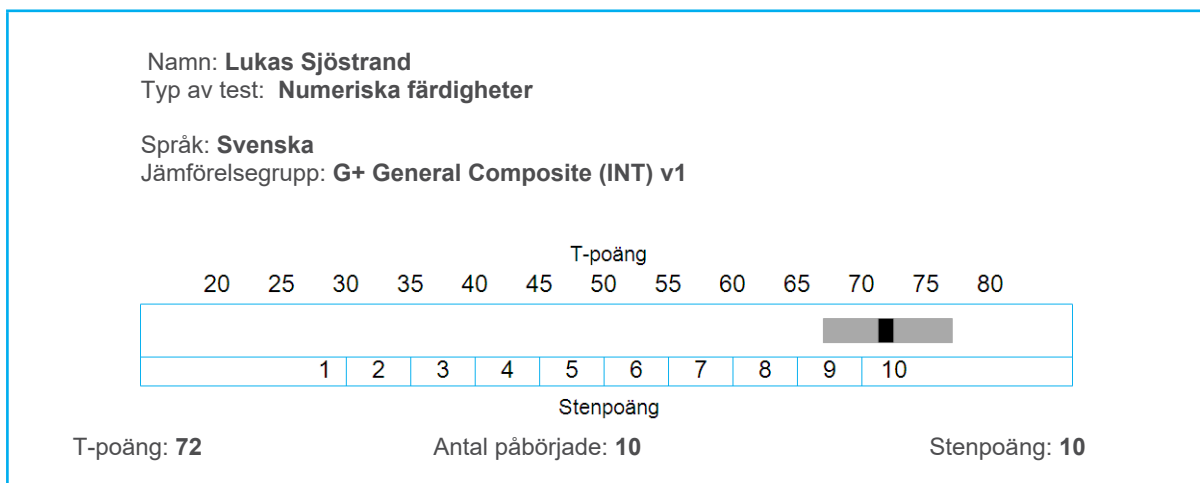 Namn: Lukas Sjöstrand
Typ av test: Numeriska färdigheter
Språk: Svenska
Jämförelsegrupp: G+ General Composite (INT) v1
T-poäng
20 25 30 35 40 45 50 55 60 65 70 75 80
1 2 3 4 5 6 7 8 9 10
Stenpoäng
T-poäng: 72 Antal påbörjade: 10 Stenpoäng: 10